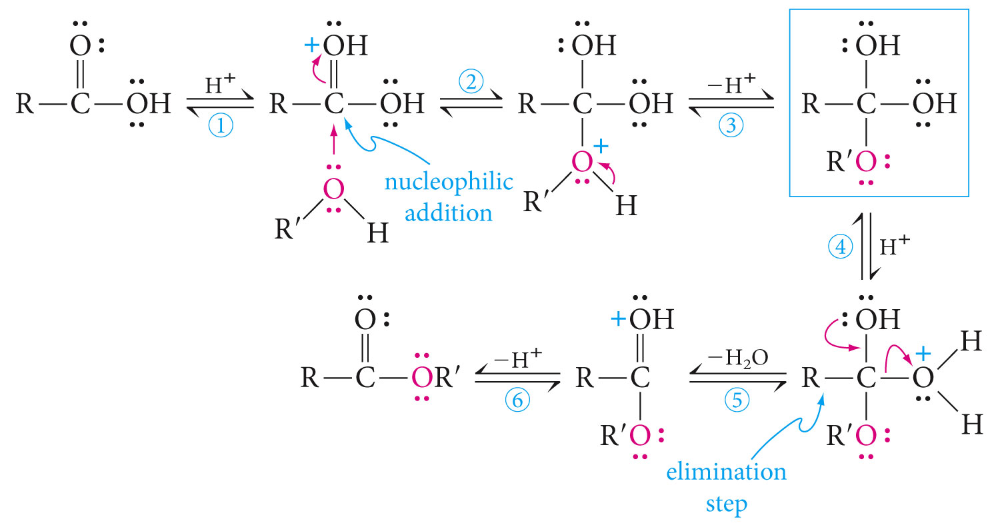 O
+OH
OH
OH
R—C—OH
H⁺
①
R—C—OH
②
R—C—OH
−H⁺
③
R—C—OH
O
R′
H
nucleophilic
addition
O
+
R′
H
R′O
④
H⁺
O
+OH
OH
H
R—C—OR′
−H⁺
⑥
R—C
−H₂O
⑤
R—C—O
+
H
R′O
R′O
elimination
step